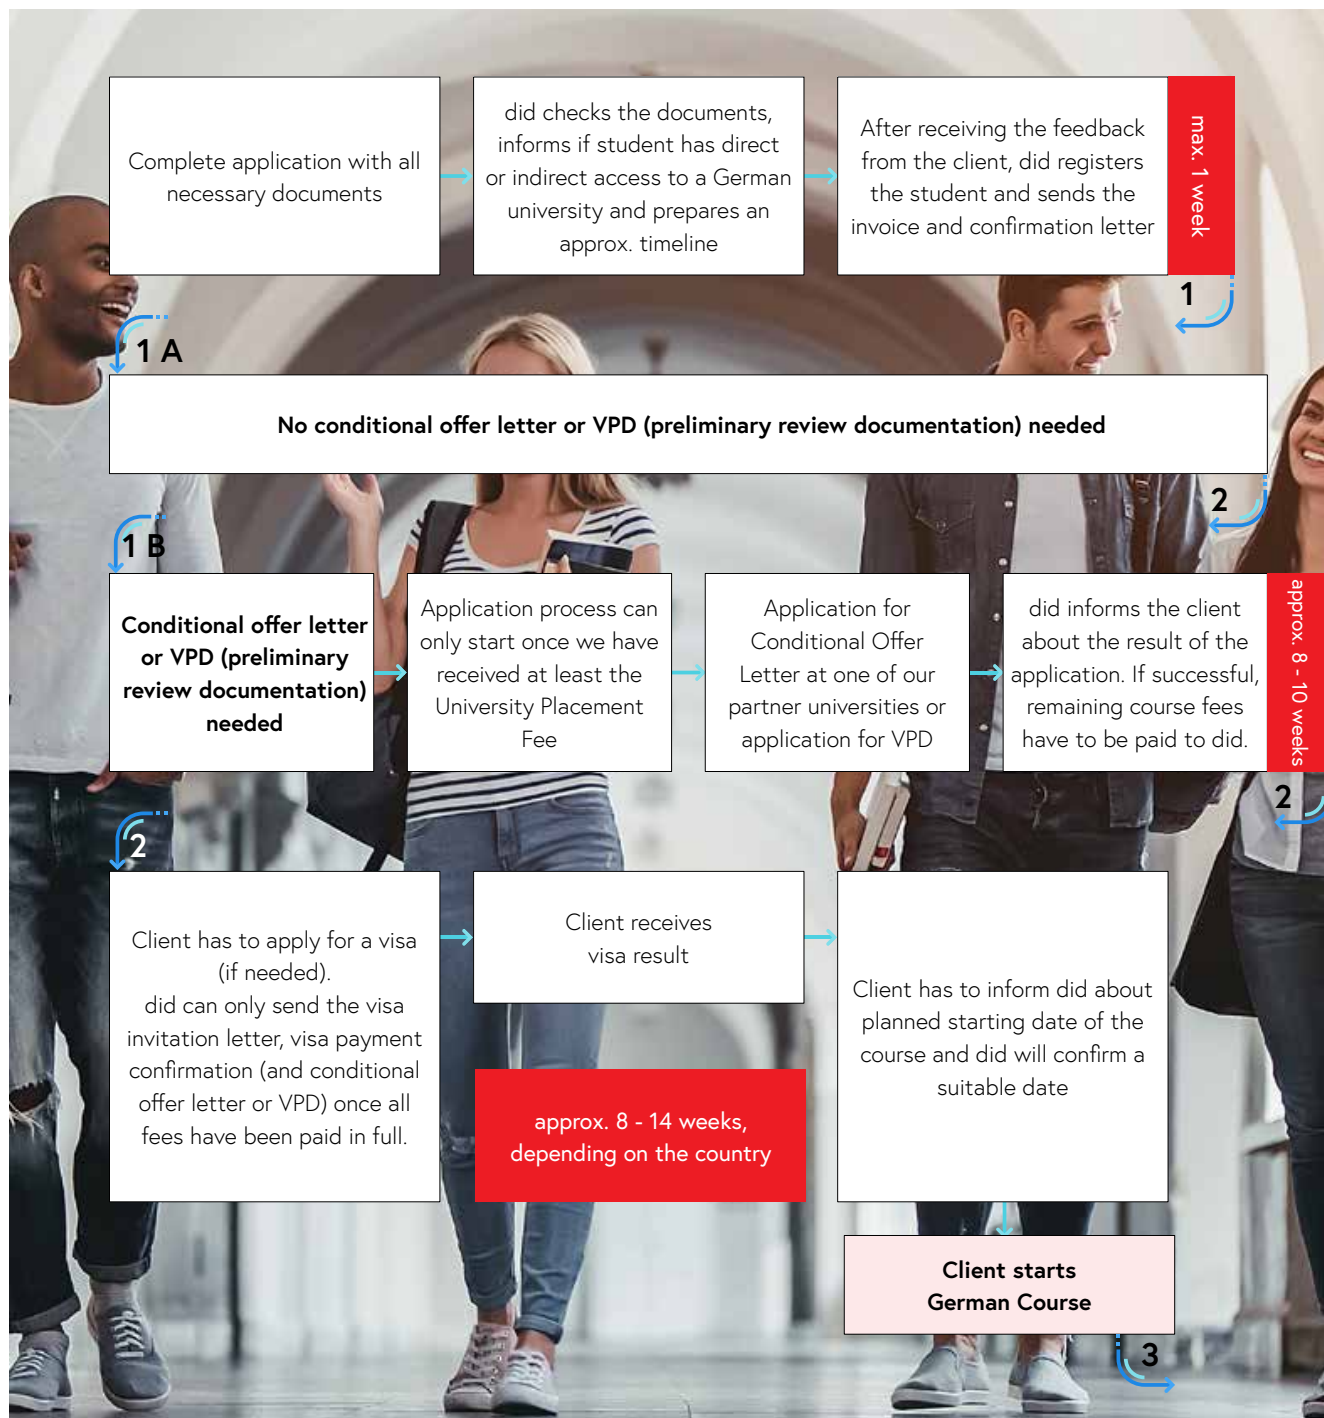 Complete application with all
necessary documents
did checks the documents,
informs if student has direct
or indirect access to a German
university and prepares an
approx. timeline
After receiving the feedback
from the client, did registers
the student and sends the
invoice and confirmation letter
max. 1 week
1
1 A
No conditional offer letter or VPD (preliminary review documentation) needed
2
1 B
Conditional offer letter
or VPD (preliminary
review documentation)
needed
Application process can
only start once we have
received at least the
University Placement
Fee
Application for
Conditional Offer
Letter at one of our
partner universities or
application for VPD
did informs the client
about the result of the
application. If successful,
remaining course fees
have to be paid to did.
approx. 8 - 10 weeks
2
2
Client has to apply for a visa
(if needed).
did can only send the visa
invitation letter, visa payment
confirmation (and conditional
offer letter or VPD) once all
fees have been paid in full.
Client receives
visa result
approx. 8 - 14 weeks,
depending on the country
Client has to inform did about
planned starting date of the
course and did will confirm a
suitable date
Client starts
German Course
3